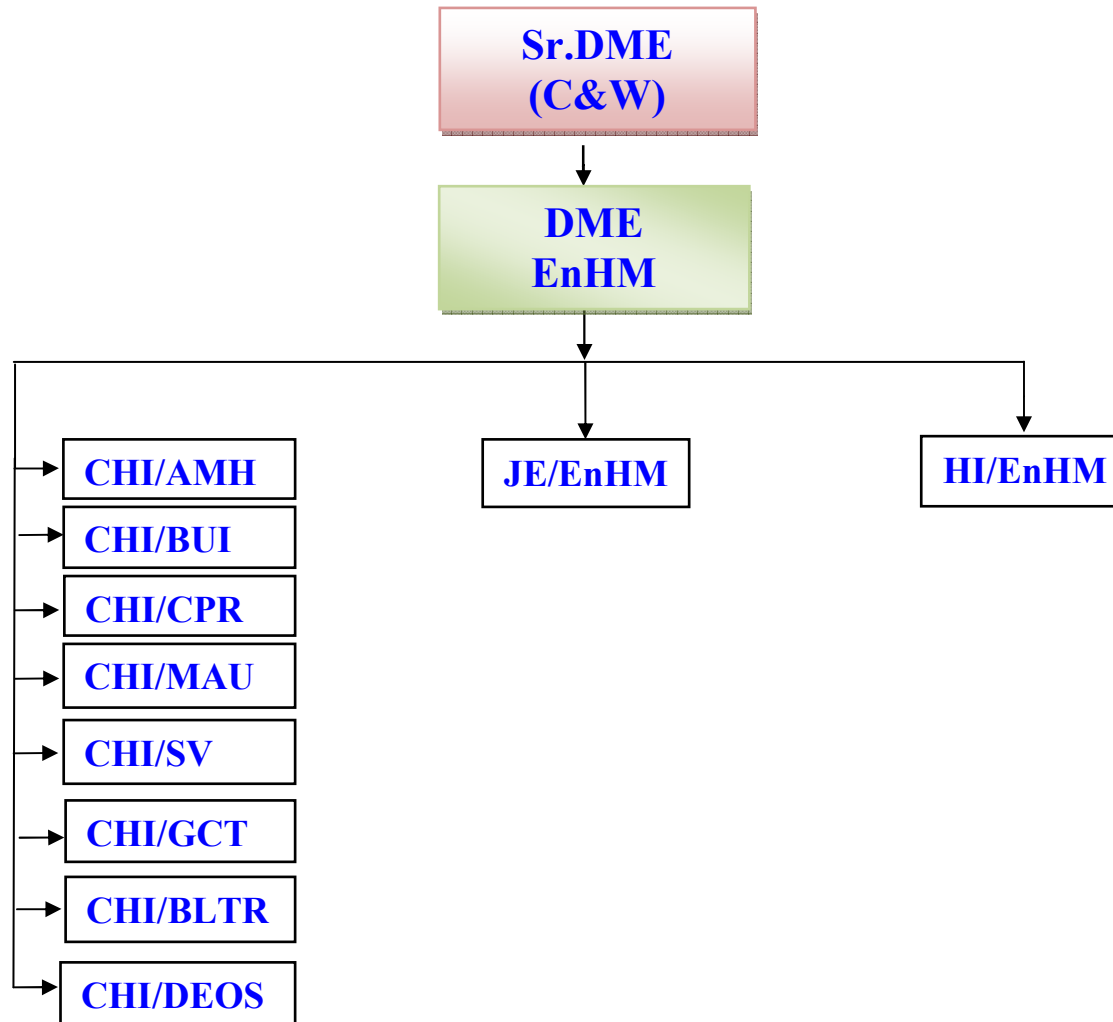 Sr.DME
(C&W)
DME
EnHM
CHI/AMH
JE/EnHM
HI/EnHM
CHI/BUI
CHI/CPR
CHI/MAU
CHI/SV
CHI/GCT
CHI/BLTR
CHI/DEOS